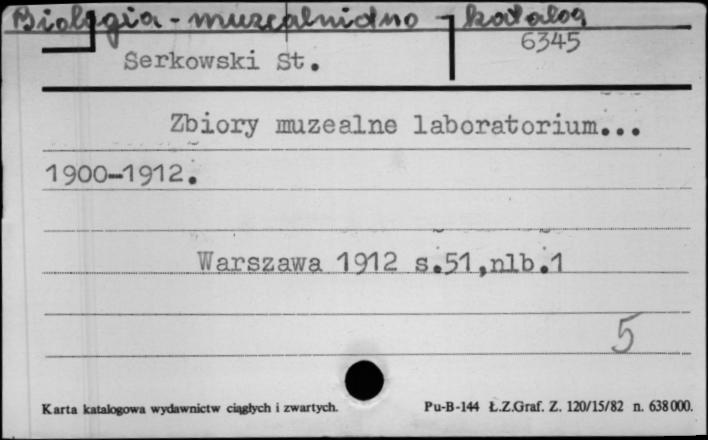 Biologia - muzealnictwo - katalog
6345
Serkowski St.
Zbiory muzealne laboratorium...
1900-1912.
Warszawa 1912 s.51,nlb.1
5
Karta katalogowa wydawnictw ciągłych i zwartych. Pu-B-144 Ł.Z.Graf. Z. 120/15/82 n. 638000.